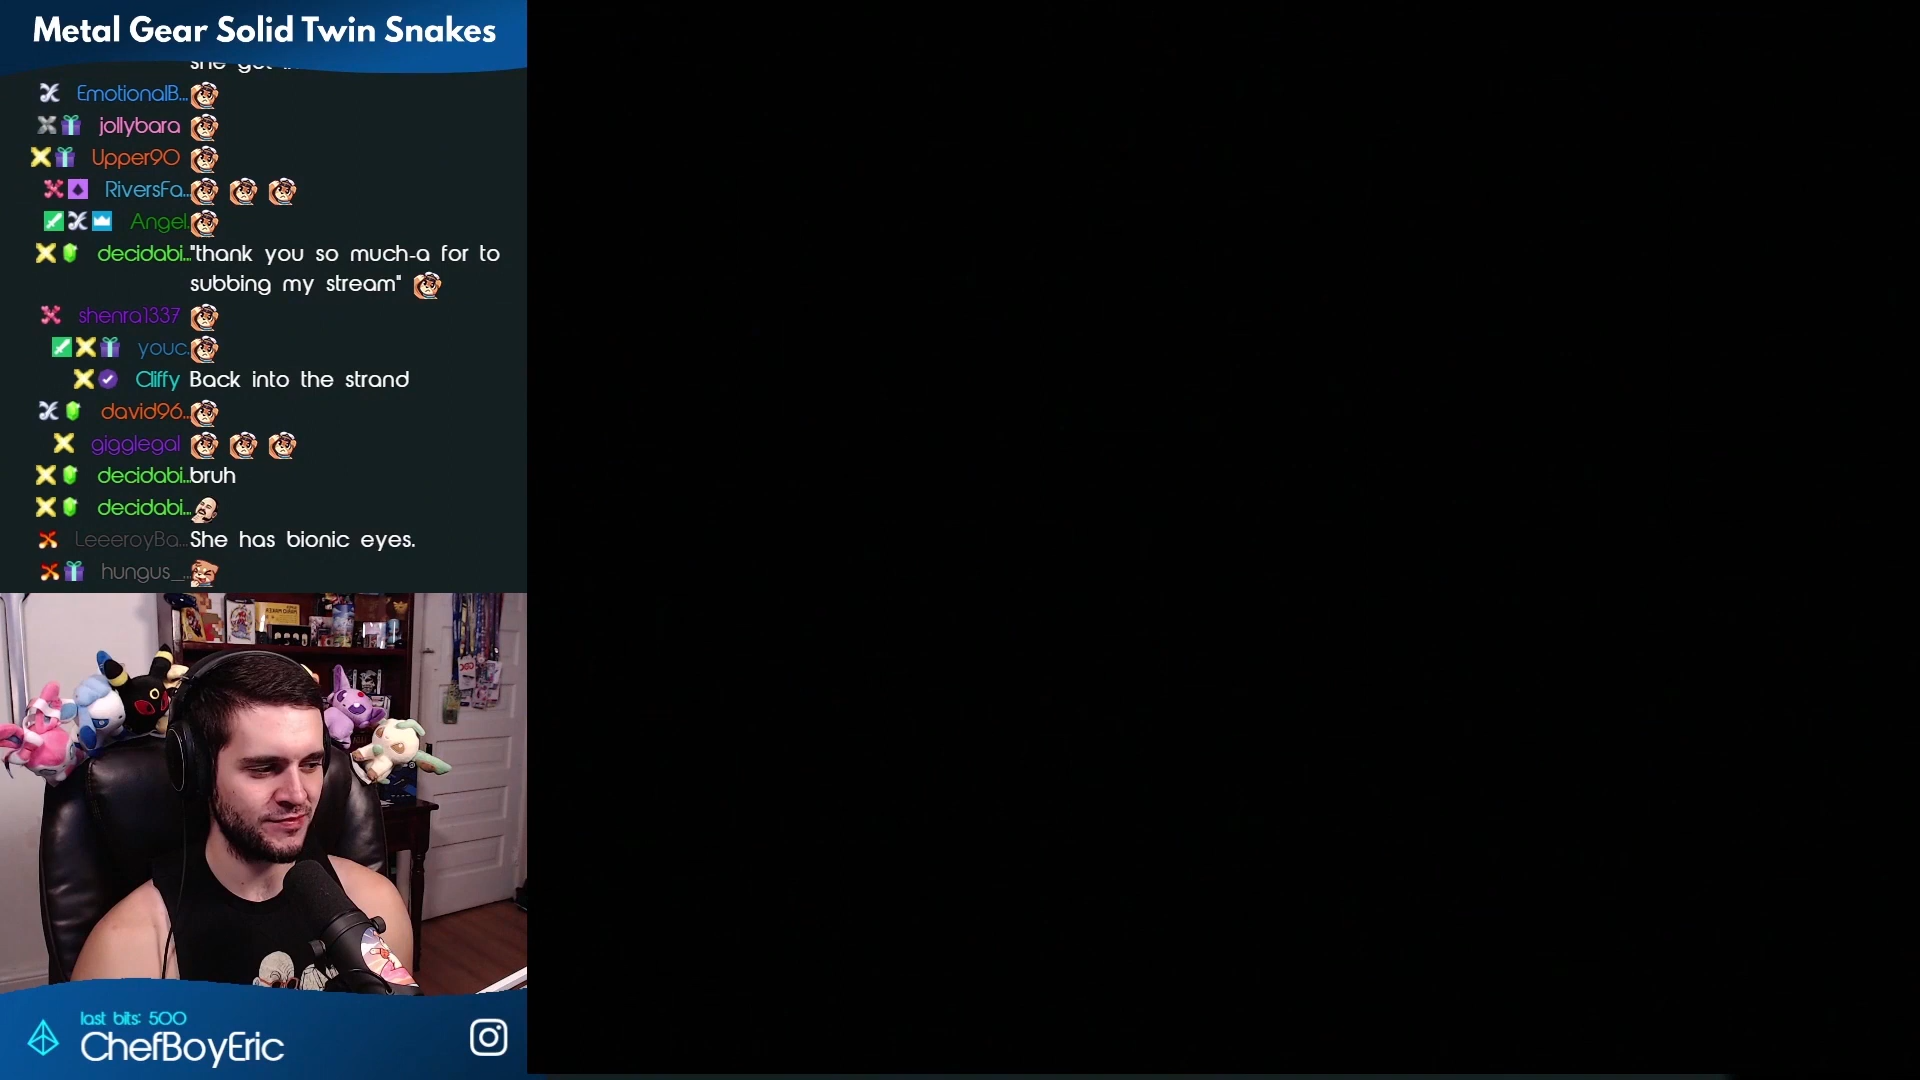 Metal Gear Solid Twin Snakes
she got
EmotionalB...
jollybara
Upper90
RiversFa...
Angel.
decidabi... "thank you so much-a for to
subbing my stream"
shenra1337
youc.
Cliffy Back into the strand
david96...
gigglegal
decidabi... bruh
decidabi...
LeeeroyBa... She has bionic eyes.
hungus_...
last bits: 500
ChefBoyEric